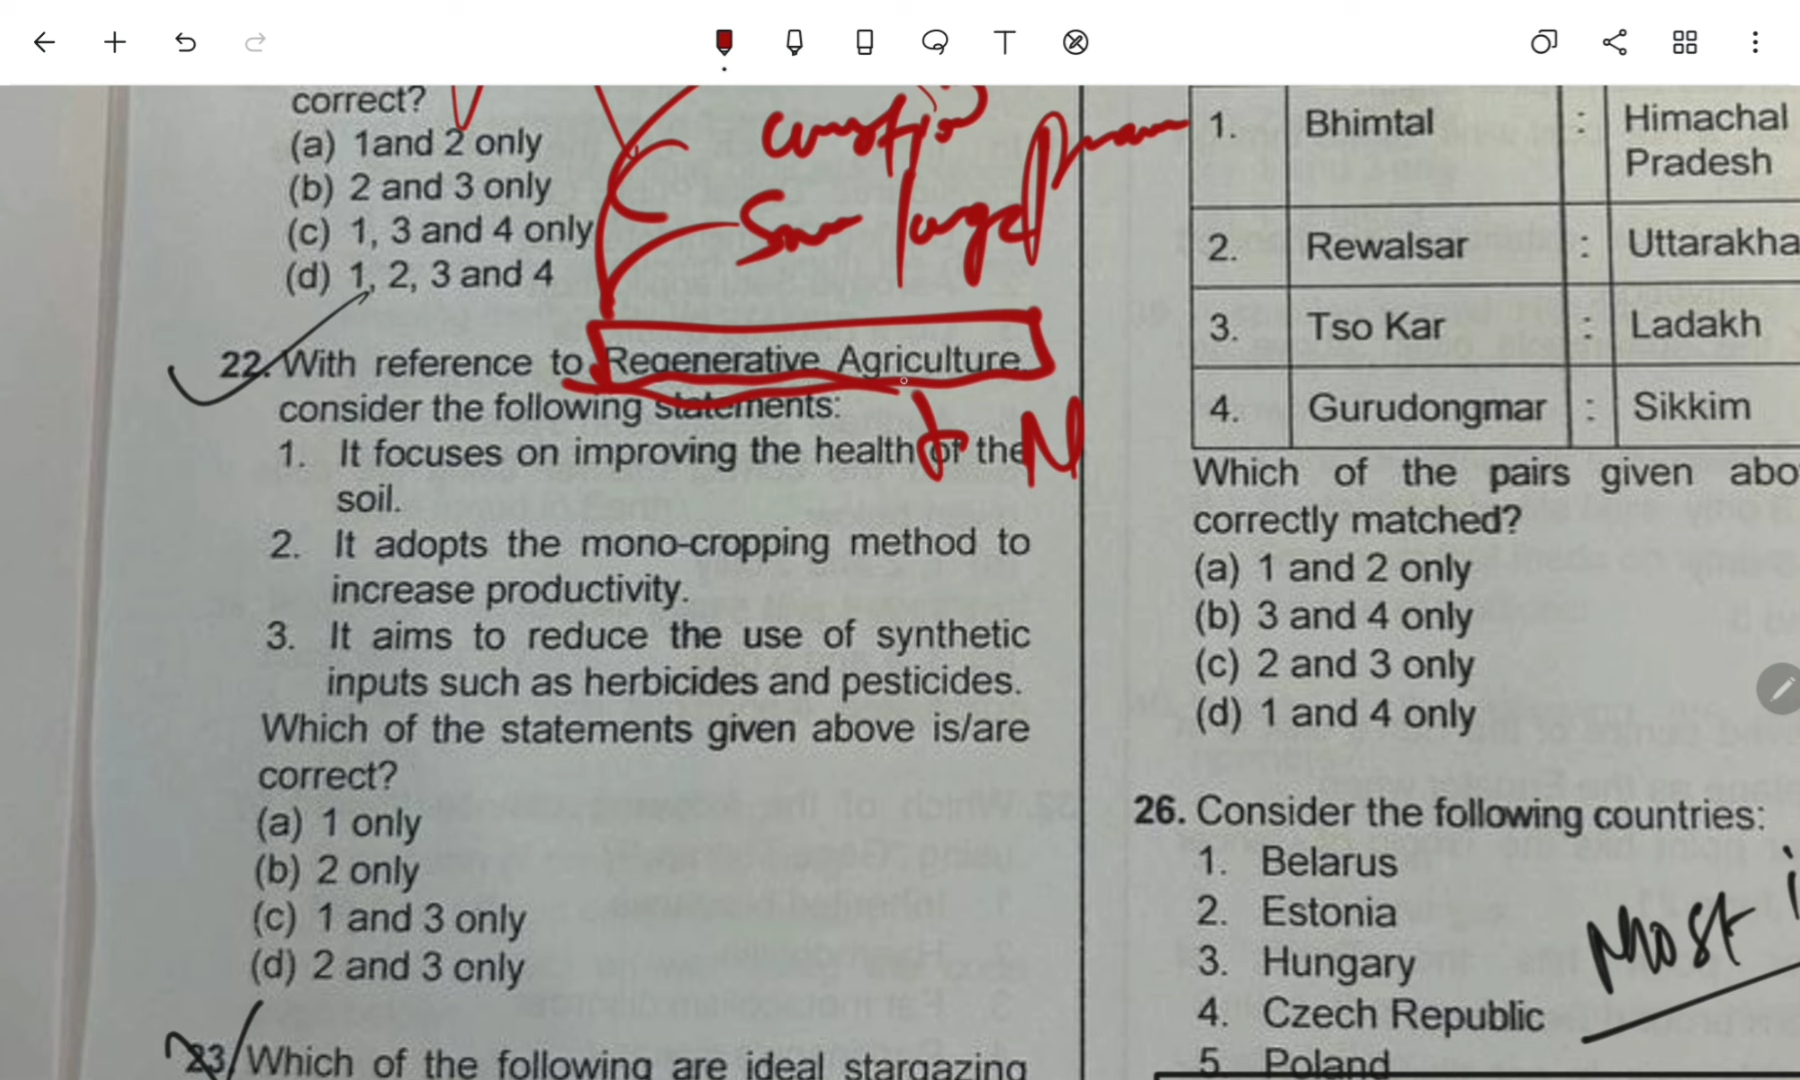 correct?
(a) 1and 2 only
(b) 2 and 3 only
(c) 1, 3 and 4 only
(d) 1, 2, 3 and 4
22. With reference to Regenerative Agriculture
consider the following statements:
1. It focuses on improving the health of the
soil.
2. It adopts the mono-cropping method to
increase productivity.
3. It aims to reduce the use of synthetic
inputs such as herbicides and pesticides.
Which of the statements given above is/are
correct?
(a) 1 only
(b) 2 only
(c) 1 and 3 only
(d) 2 and 3 only
23. Which of the following are ideal stargazing
1. Bhimtal : Himachal
Pradesh
2. Rewalsar : Uttarakha
3. Tso Kar : Ladakh
4. Gurudongmar : Sikkim
Which of the pairs given abo
correctly matched?
(a) 1 and 2 only
(b) 3 and 4 only
(c) 2 and 3 only
(d) 1 and 4 only
26. Consider the following countries:
1. Belarus
2. Estonia
3. Hungary
4. Czech Republic
5. Poland
Most